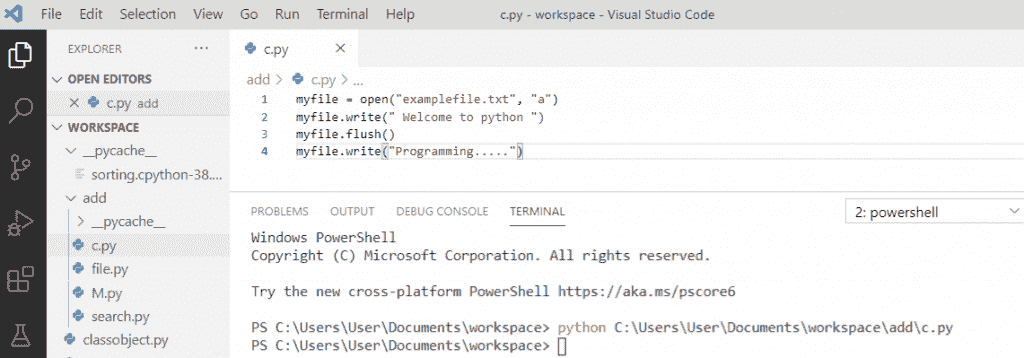 File Edit Selection View Go Run Terminal Help c.py - workspace - Visual Studio Code
EXPLORER ...
OPEN EDITORS
c.py add
WORKSPACE
__pycache__
sorting.cpython-38....
add
__pycache__
c.py
file.py
M.py
search.py
classobject.py
c.py
add > c.py > ...
1 myfile = open("examplefile.txt", "a")
2 myfile.write(" Welcome to python ")
3 myfile.flush()
4 myfile.write("Programming.....")
PROBLEMS OUTPUT DEBUG CONSOLE TERMINAL 2: powershell
Windows PowerShell
Copyright (C) Microsoft Corporation. All rights reserved.
Try the new cross-platform PowerShell https://aka.ms/pscore6
PS C:\Users\User\Documents\workspace> python C:\Users\User\Documents\workspace\add\c.py
PS C:\Users\User\Documents\workspace>